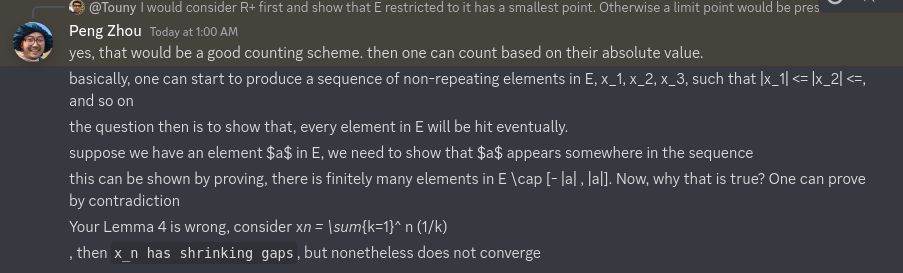 @Touny I would consider R+ first and show that E restricted to it has a smallest point. Otherwise a limit point would be pres
Peng Zhou Today at 1:00 AM
yes, that would be a good counting scheme. then one can count based on their absolute value.
basically, one can start to produce a sequence of non-repeating elements in E, x_1, x_2, x_3, such that |x_1| <= |x_2| <=,
and so on
the question then is to show that, every element in E will be hit eventually.
suppose we have an element $a$ in E, we need to show that $a$ appears somewhere in the sequence
this can be shown by proving, there is finitely many elements in E \cap [- |a| , |a|]. Now, why that is true? One can prove
by contradiction
Your Lemma 4 is wrong, consider xn = \sum{k=1}^ n (1/k)
, then x_n has shrinking gaps, but nonetheless does not converge